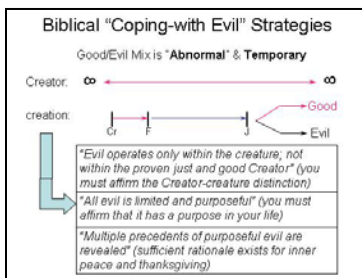 Biblical "Coping-with Evil" Strategies
Good/Evil Mix is "Abnormal" & Temporary
Creator: ∞ ∞
Good
creation:
Cr F J
Evil
"Evil operates only within the creature; not
within the proven just and good Creator" (you
must affirm the Creator-creature distinction)
"All evil is limited and purposeful" (you must
affirm that it has a purpose in your life)
"Multiple precedents of purposeful evil are
revealed" (sufficient rationale exists for inner
peace and thanksgiving)